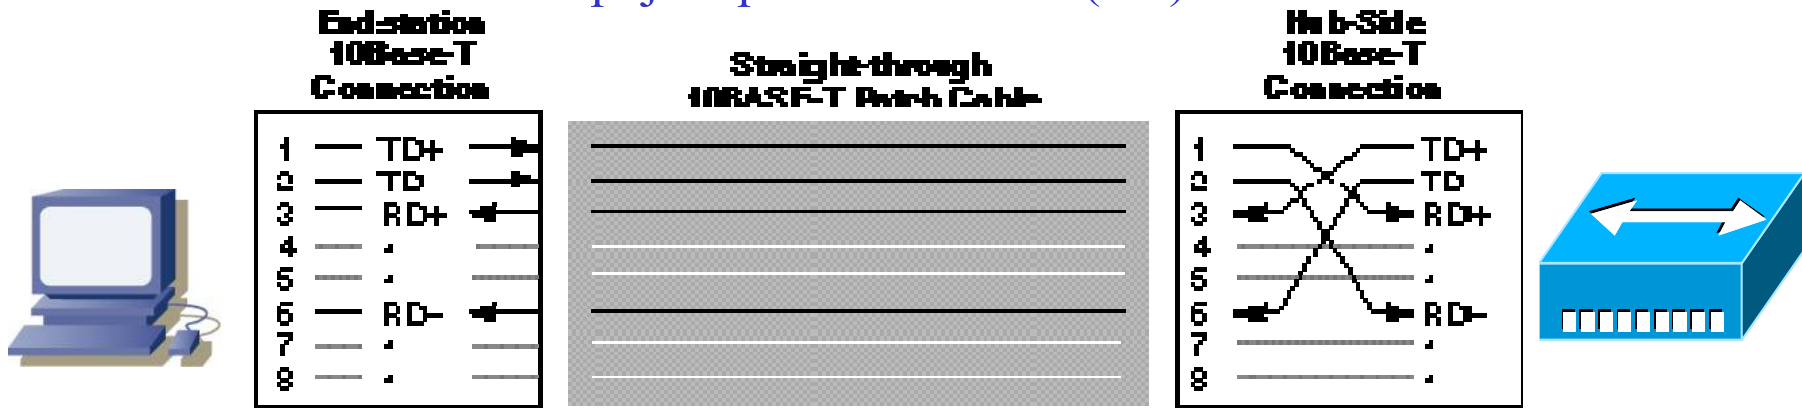 End-station
10Base-T
Connection
1 TD+
2 TD
3 RD+
4 -
5 -
6 RD-
7 -
8 -
Straight-through
10BASE-T Patch Cable
Hub-Side
10Base-T
Connection
1 TD+
2 TD
3 RD+
4 -
5 -
6 RD-
7 -
8 -